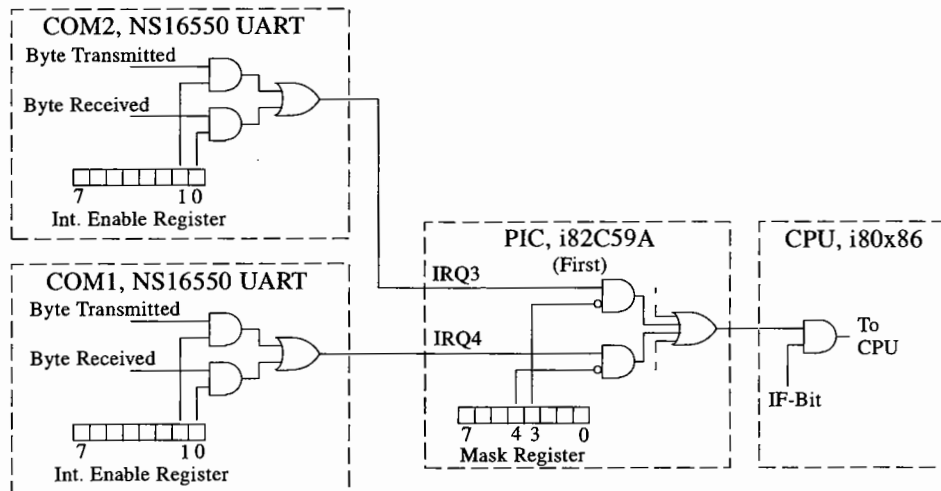 COM2, NS16550 UART
Byte Transmitted
Byte Received
7 1 0
Int. Enable Register
COM1, NS16550 UART
Byte Transmitted
Byte Received
7 1 0
Int. Enable Register
PIC, i82C59A
(First)
IRQ3
IRQ4
7 4 3 0
Mask Register
CPU, i80x86
To
CPU
IF-Bit